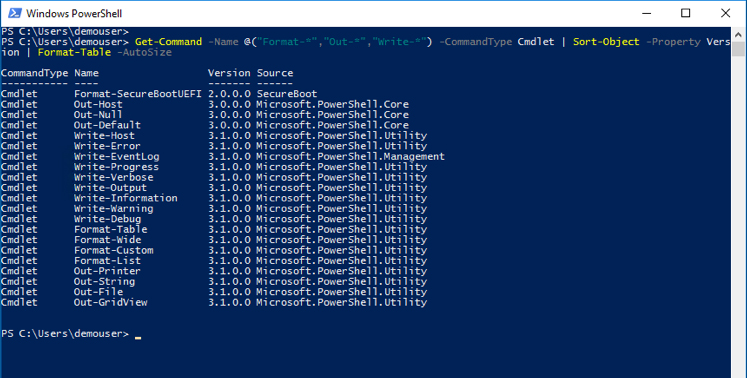 Windows PowerShell
PS C:\Users\demouser>
PS C:\Users\demouser> Get-Command -Name @("Format-*","Out-*","Write-*") -CommandType Cmdlet | Sort-Object -Property Vers
ion | Format-Table -AutoSize
CommandType Name Version Source
----------- ---- ------- ------
Cmdlet Format-SecureBootUEFI 2.0.0.0 SecureBoot
Cmdlet Out-Host 3.0.0.0 Microsoft.PowerShell.Core
Cmdlet Out-Null 3.0.0.0 Microsoft.PowerShell.Core
Cmdlet Out-Default 3.0.0.0 Microsoft.PowerShell.Core
Cmdlet Write-Host 3.1.0.0 Microsoft.PowerShell.Utility
Cmdlet Write-Error 3.1.0.0 Microsoft.PowerShell.Utility
Cmdlet Write-EventLog 3.1.0.0 Microsoft.PowerShell.Management
Cmdlet Write-Progress 3.1.0.0 Microsoft.PowerShell.Utility
Cmdlet Write-Verbose 3.1.0.0 Microsoft.PowerShell.Utility
Cmdlet Write-Output 3.1.0.0 Microsoft.PowerShell.Utility
Cmdlet Write-Information 3.1.0.0 Microsoft.PowerShell.Utility
Cmdlet Write-Warning 3.1.0.0 Microsoft.PowerShell.Utility
Cmdlet Write-Debug 3.1.0.0 Microsoft.PowerShell.Utility
Cmdlet Format-Table 3.1.0.0 Microsoft.PowerShell.Utility
Cmdlet Format-Wide 3.1.0.0 Microsoft.PowerShell.Utility
Cmdlet Format-Custom 3.1.0.0 Microsoft.PowerShell.Utility
Cmdlet Format-List 3.1.0.0 Microsoft.PowerShell.Utility
Cmdlet Out-Printer 3.1.0.0 Microsoft.PowerShell.Utility
Cmdlet Out-String 3.1.0.0 Microsoft.PowerShell.Utility
Cmdlet Out-File 3.1.0.0 Microsoft.PowerShell.Utility
Cmdlet Out-GridView 3.1.0.0 Microsoft.PowerShell.Utility
PS C:\Users\demouser>